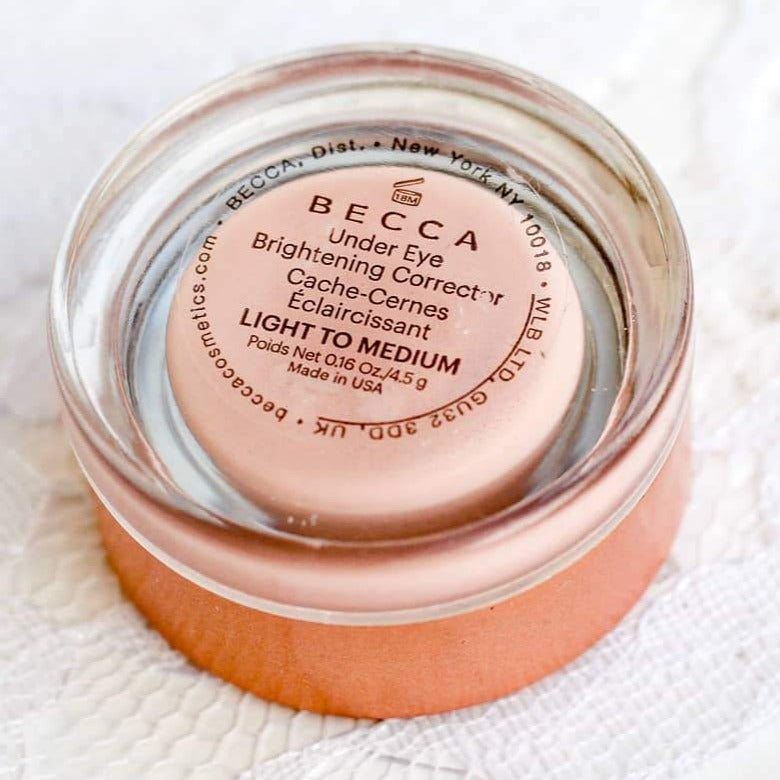 18M
BECCA
Under Eye
Brightening Corrector
Cache-Cernes
Éclaircissant
LIGHT TO MEDIUM
Poids Net 0.16 Oz./4.5 g
Made in USA
beccacosmetics.com • BECCA, Dist. • New York NY 10018 • WLB LTD, GU32 3DD, UK •